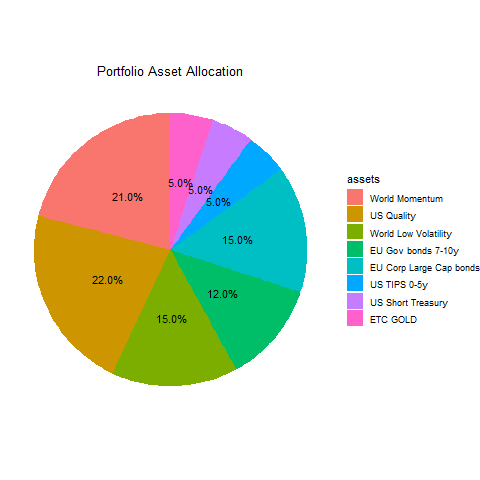 Portfolio Asset Allocation
5.0%
5.0%
5.0%
21.0%
15.0%
22.0%
12.0%
15.0%
assets
World Momentum
US Quality
World Low Volatility
EU Gov bonds 7-10y
EU Corp Large Cap bonds
US TIPS 0-5y
US Short Treasury
ETC GOLD